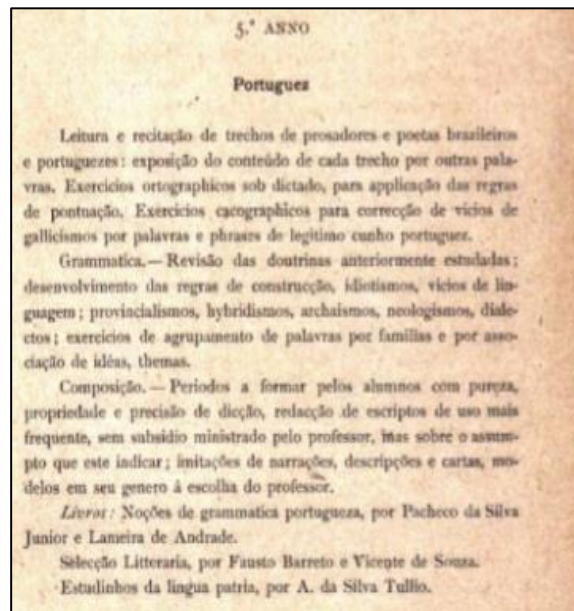 5.º ANNO
Portuguez
Leitura e recitação de trechos de prosadores e poetas brazileiros
e portuguezes: exposição do conteúdo de cada trecho por outras pala-
vras. Exercicios ortographicos sob dictado, para applicação das regras
de pontuação. Exercicios cacographicos para correcção de vicios de
gallicismos por palavras e phrases de legitimo cunho portuguez.
Grammatica. — Revisão das doutrinas anteriormente estudadas;
desenvolvimento das regras de construcção, idiotismos, vicios de lin-
guagem; provincialismos, hybridismos, archaismos, neologismos, diale-
ctos; exercicios de agrupamento de palavras por familias e por asso-
ciação de idéas, themas.
Composição. — Periodos a formar pelos alumnos com pureza,
propriedade e precisão de dicção, redacção de escriptos de uso mais
frequente, sem subsidio ministrado pelo professor, mas sobre o assum-
pto que este indicar; imitações de narrações, descripções e cartas, mo-
delos em seu genero á escolha do professor.
Livros: Noções de grammatica portugueza, por Pacheco da Silva
Junior e Lameira de Andrade.
Selecção Litteraria, por Fausto Barreto e Vicente de Souza.
Estudinhos da lingua patria, por A. da Silva Tullio.